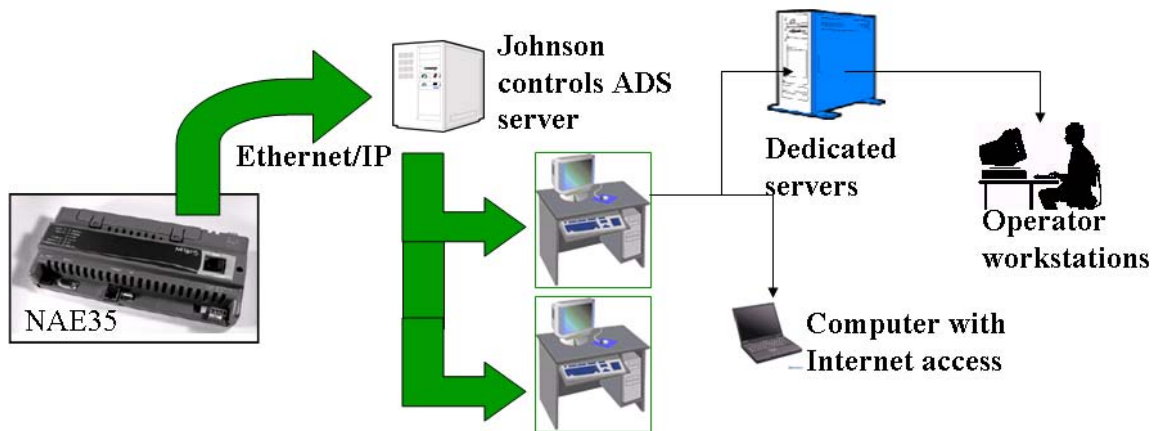 Johnson
controls ADS
server
Ethernet/IP
Dedicated
servers
Operator
workstations
NAE35
Computer with
Internet access